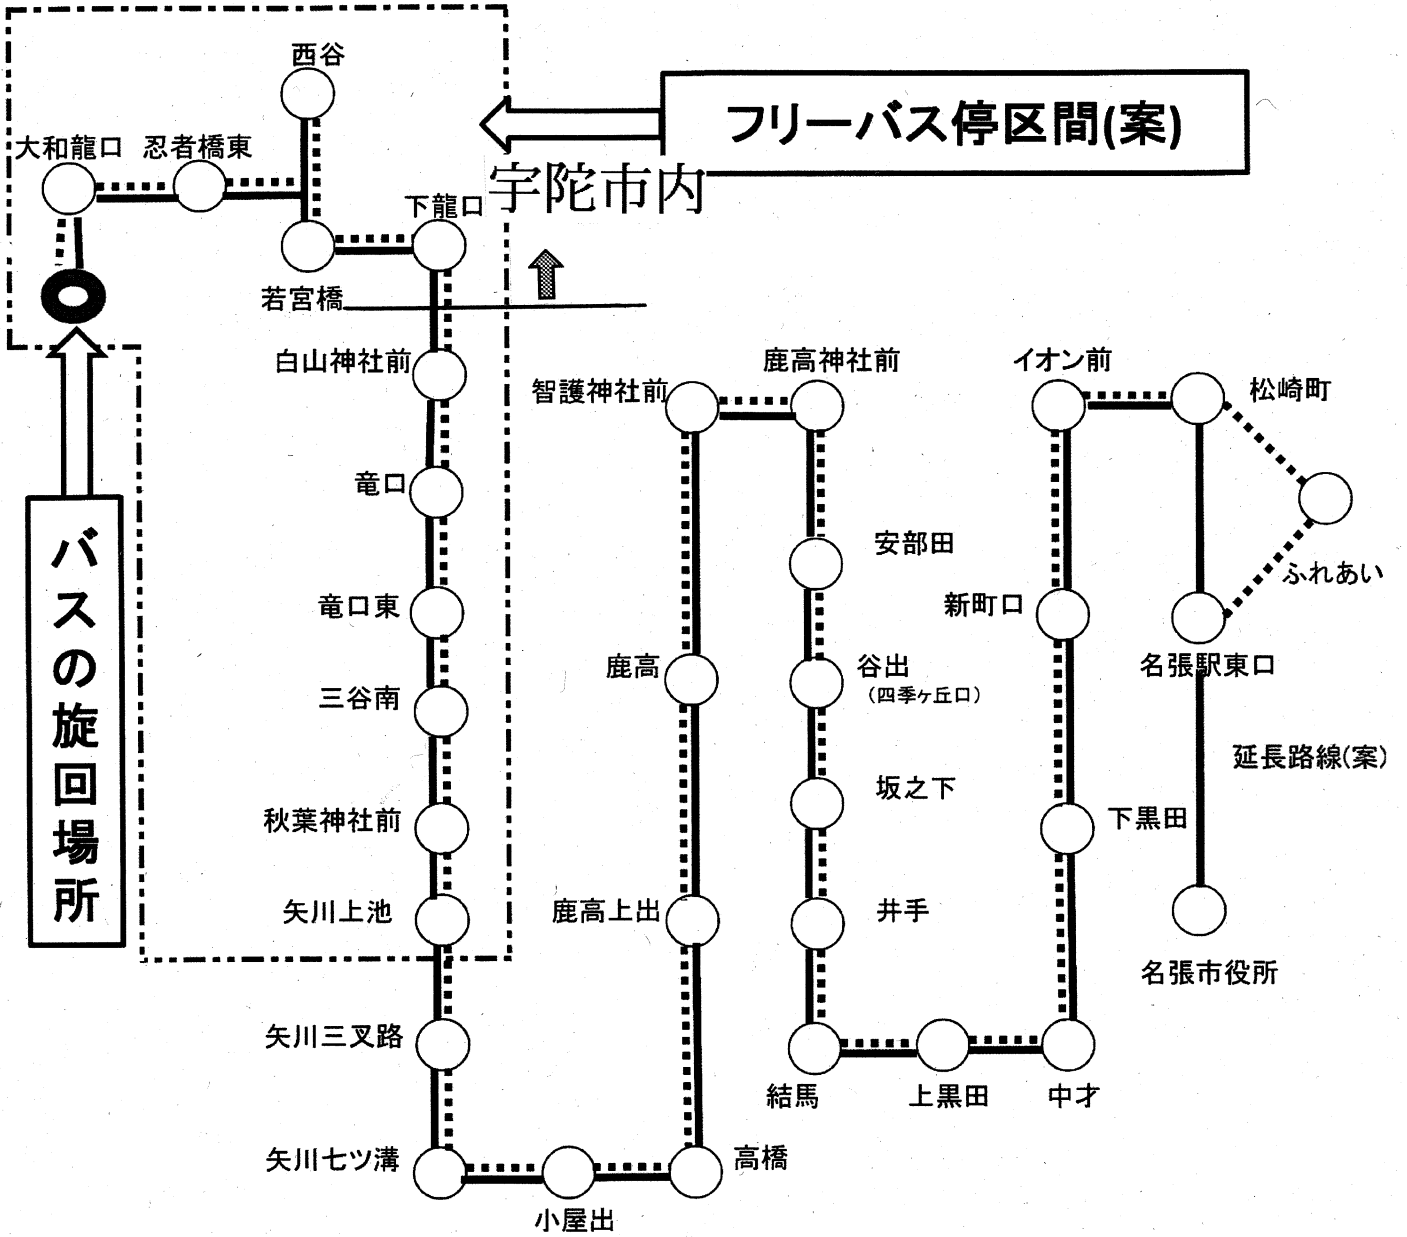 西谷
フリーバス停区間(案)
大和龍口
忍者橋東
宇陀市内
下龍口
若宮橋
白山神社前
智護神社前
鹿高神社前
イオン前
松崎町
竜口
安部田
ふれあい
竜口東
新町口
鹿高
谷出
(四季ヶ丘口)
名張駅東口
三谷南
延長路線(案)
坂之下
秋葉神社前
下黒田
バスの旋回場所
矢川上池
鹿高上出
井手
名張市役所
矢川三叉路
結馬
上黒田
中才
矢川七ツ溝
高橋
小屋出